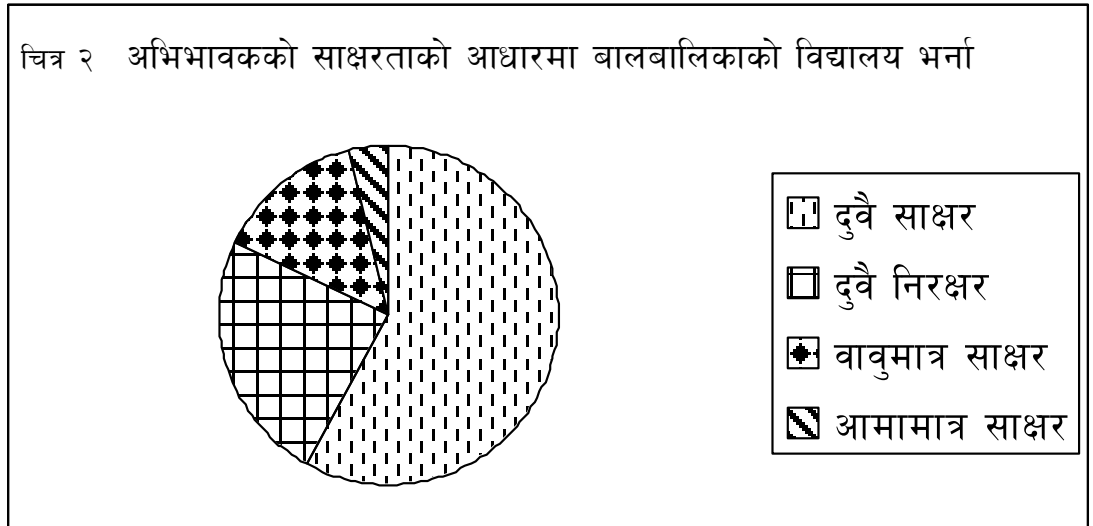 चित्र २ अभिभावकको साक्षरताको आधारमा बालबालिकाको विद्यालय भर्ना
दुवै साक्षर
दुवै निरक्षर
वावुमात्र साक्षर
आमामात्र साक्षर